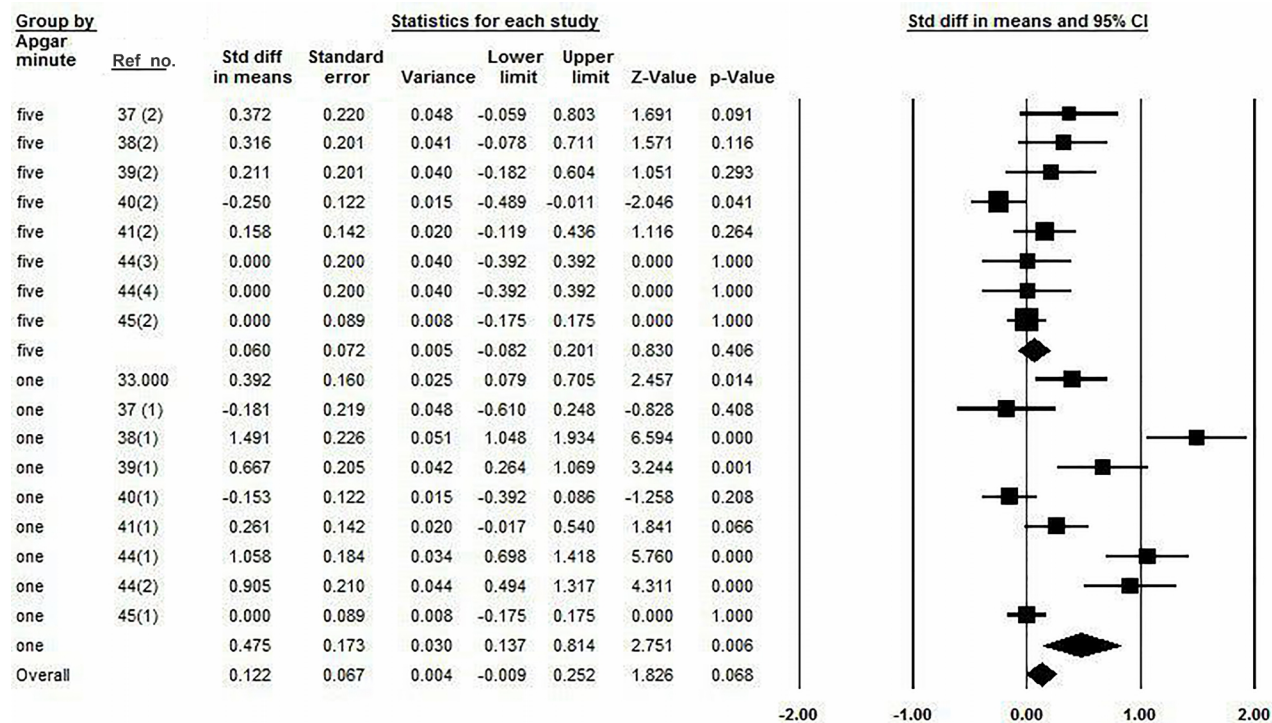 Group by Statistics for each study Std diff in means and 95% CI
Apgar
minute Ref no. Std diff in means Standard error Variance Lower limit Upper limit Z-Value p-Value
five 37 (2) 0.372 0.220 0.048 -0.059 0.803 1.691 0.091
five 38(2) 0.316 0.201 0.041 -0.078 0.711 1.571 0.116
five 39(2) 0.211 0.201 0.040 -0.182 0.604 1.051 0.293
five 40(2) -0.250 0.122 0.015 -0.489 -0.011 -2.046 0.041
five 41(2) 0.158 0.142 0.020 -0.119 0.436 1.116 0.264
five 44(3) 0.000 0.200 0.040 -0.392 0.392 0.000 1.000
five 44(4) 0.000 0.200 0.040 -0.392 0.392 0.000 1.000
five 45(2) 0.000 0.089 0.008 -0.175 0.175 0.000 1.000
five 0.060 0.072 0.005 -0.082 0.201 0.830 0.406
one 33.000 0.392 0.160 0.025 0.079 0.705 2.457 0.014
one 37 (1) -0.181 0.219 0.048 -0.610 0.248 -0.828 0.408
one 38(1) 1.491 0.226 0.051 1.048 1.934 6.594 0.000
one 39(1) 0.667 0.205 0.042 0.264 1.069 3.244 0.001
one 40(1) -0.153 0.122 0.015 -0.392 0.086 -1.258 0.208
one 41(1) 0.261 0.142 0.020 -0.017 0.540 1.841 0.066
one 44(1) 1.058 0.184 0.034 0.698 1.418 5.760 0.000
one 44(2) 0.905 0.210 0.044 0.494 1.317 4.311 0.000
one 45(1) 0.000 0.089 0.008 -0.175 0.175 0.000 1.000
one 0.475 0.173 0.030 0.137 0.814 2.751 0.006
Overall 0.122 0.067 0.004 -0.009 0.252 1.826 0.068
-2.00 -1.00 0.00 1.00 2.00